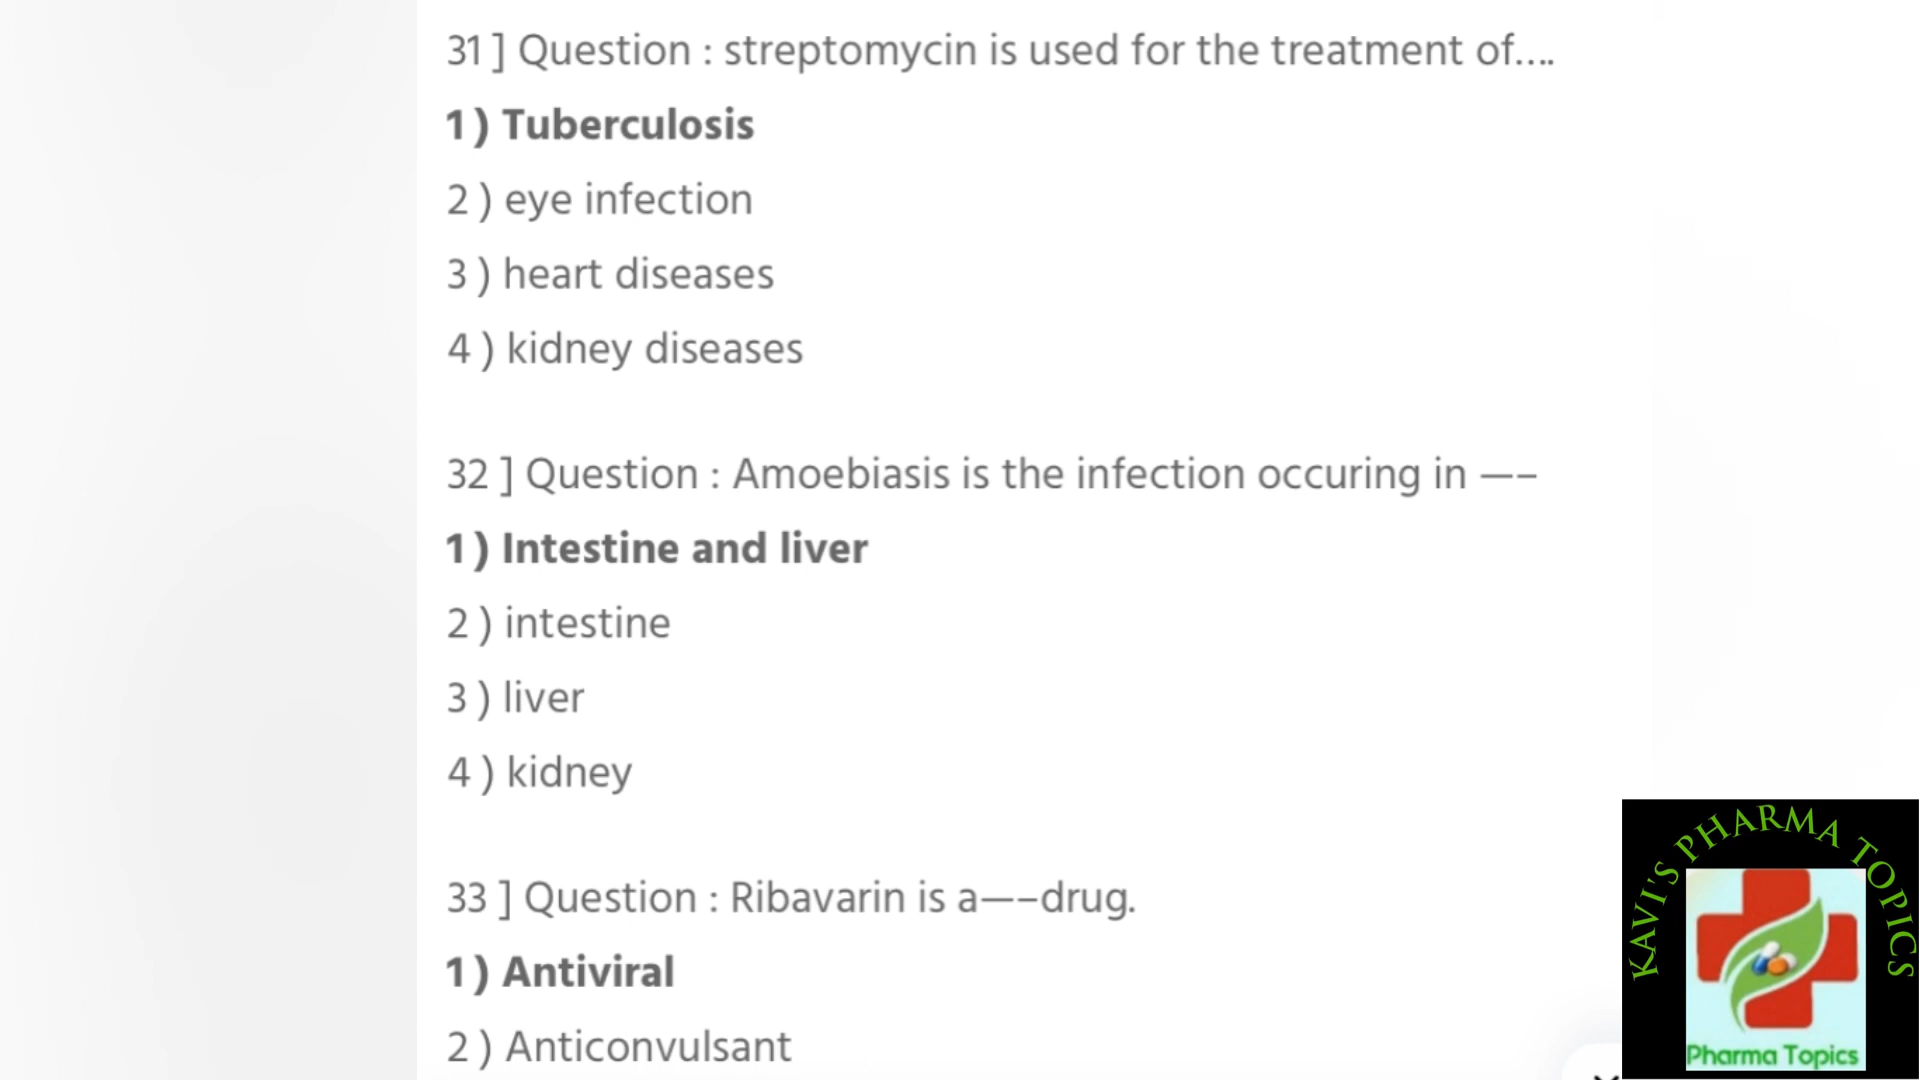 31 ] Question : streptomycin is used for the treatment of....
1 ) Tuberculosis
2 ) eye infection
3 ) heart diseases
4 ) kidney diseases
32 ] Question : Amoebiasis is the infection occuring in —–
1 ) Intestine and liver
2 ) intestine
3 ) liver
4 ) kidney
33 ] Question : Ribavarin is a—–drug.
1 ) Antiviral
2 ) Anticonvulsant
KAVI'S PHARMA TOPICS
Pharma Topics